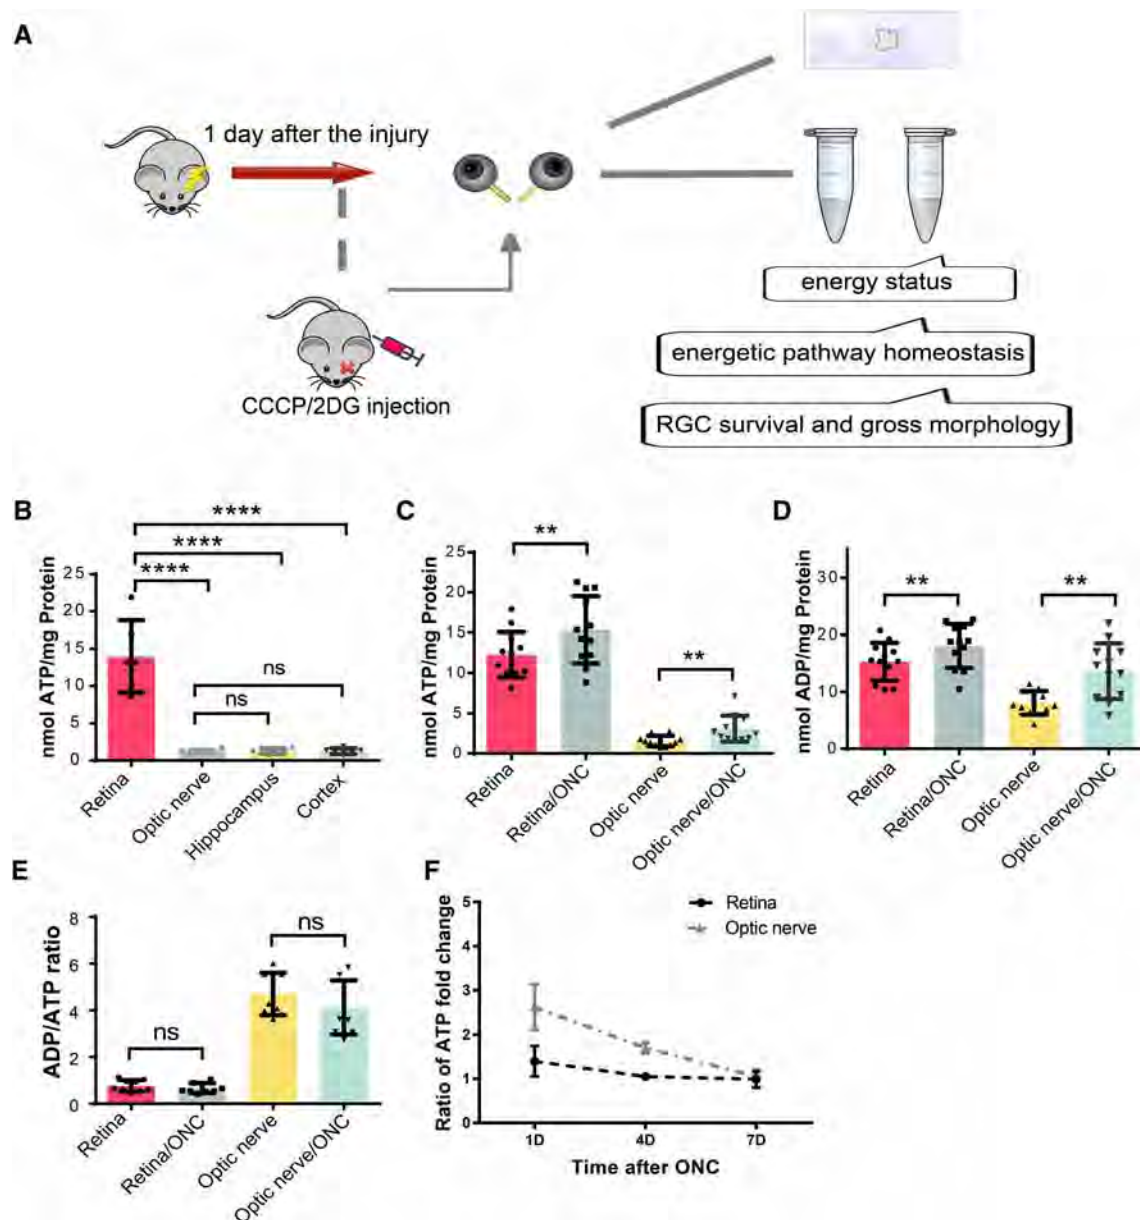 A
1 day after the injury
CCCP/2DG injection
energy status
energetic pathway homeostasis
RGC survival and gross morphology
B
nmol ATP/mg Protein
25
20
15
10
5
0
****
****
****
ns
ns
Retina
Optic nerve
Hippocampus
Cortex
C
nmol ATP/mg Protein
25
20
15
10
5
0
**
**
Retina
Retina/ONC
Optic nerve
Optic nerve/ONC
D
nmol ADP/mg Protein
30
20
10
0
**
**
Retina
Retina/ONC
Optic nerve
Optic nerve/ONC
E
ADP/ATP ratio
8
6
4
2
0
ns
ns
Retina
Retina/ONC
Optic nerve
Optic nerve/ONC
F
Ratio of ATP fold change
5
4
3
2
1
0
Retina
Optic nerve
1D
4D
7D
Time after ONC